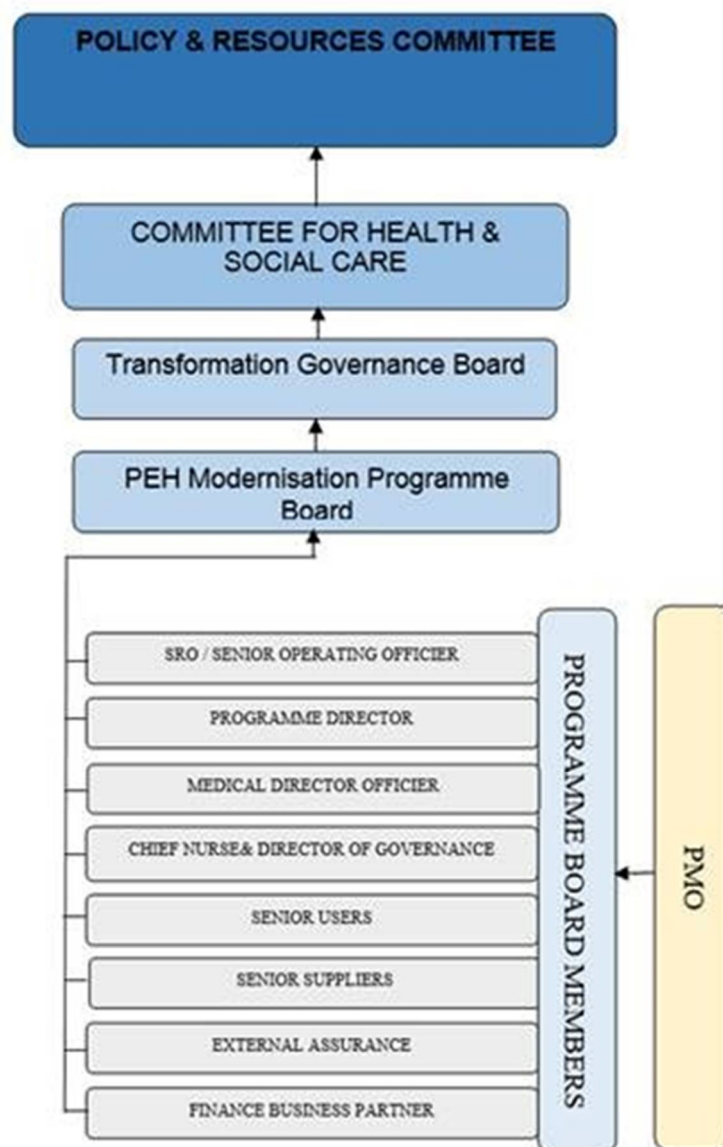 POLICY & RESOURCES COMMITTEE
COMMITTEE FOR HEALTH &
SOCIAL CARE
Transformation Governance Board
PEH Modernisation Programme
Board
SRO / SENIOR OPERATING OFFICIER
PROGRAMME DIRECTOR
MEDICAL DIRECTOR OFFICIER
CHIEF NURSE& DIRECTOR OF GOVERNANCE
SENIOR USERS
SENIOR SUPPLIERS
EXTERNAL ASSURANCE
FINANCE BUSINESS PARTNER
PROGRAMME BOARD MEMBERS
PMO